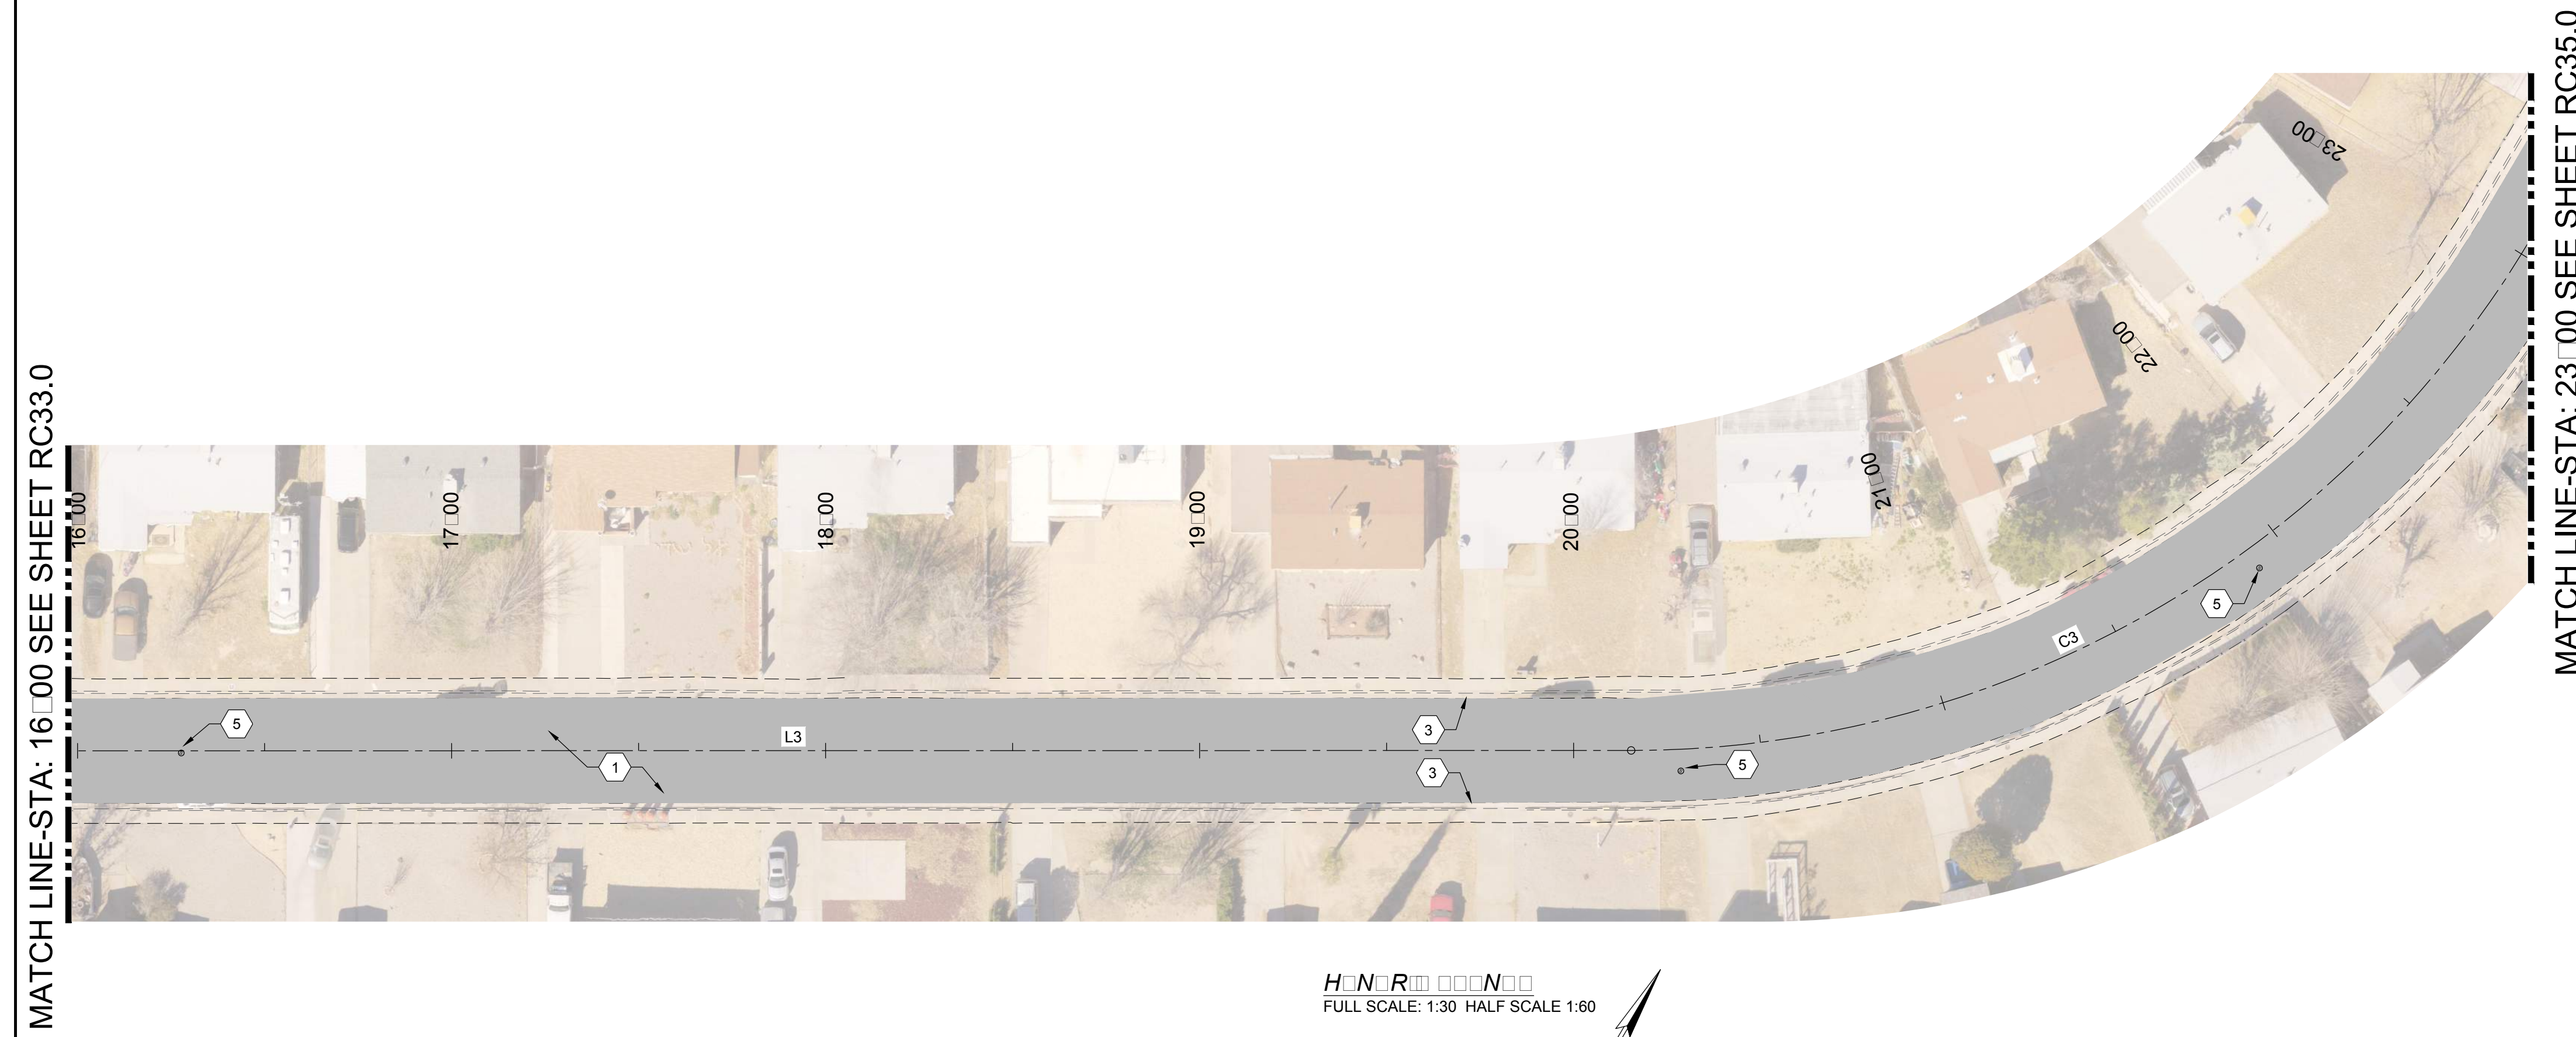 MATCH LINE-STA: 16□00 SEE SHEET RC33.0
MATCH LINE-STA: 23□00 SEE SHEET RC35.0
16□00
17□00
18□00
19□00
20□00
21□00
22□00
23□00
5
1
L3
3
3
5
C3
5
FULL SCALE: 1:30 HALF SCALE 1:60